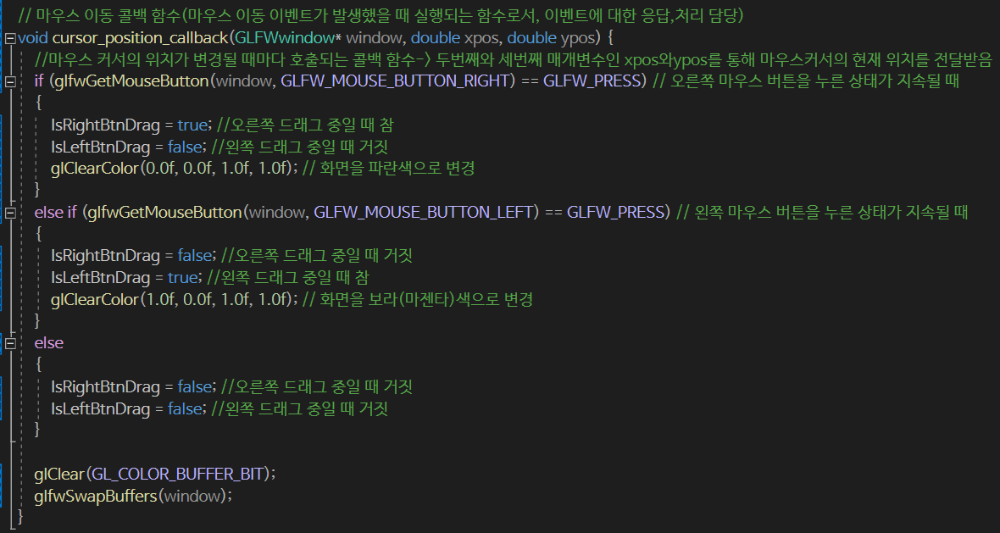 // 마우스 이동 콜백 함수(마우스 이동 이벤트가 발생했을 때 실행되는 함수로서, 이벤트에 대한 응답,처리 담당)
void cursor_position_callback(GLFWwindow* window, double xpos, double ypos) {
//마우스 커서의 위치가 변경될 때마다 호출되는 콜백 함수-> 두번째와 세번째 매개변수인 xpos와ypos를 통해 마우스커서의 현재 위치를 전달받음
if (glfwGetMouseButton(window, GLFW_MOUSE_BUTTON_RIGHT) == GLFW_PRESS) // 오른쪽 마우스 버튼을 누른 상태가 지속될 때
{
IsRightBtnDrag = true; //오른쪽 드래그 중일 때 참
IsLeftBtnDrag = false; //왼쪽 드래그 중일 때 거짓
glClearColor(0.0f, 0.0f, 1.0f, 1.0f); // 화면을 파란색으로 변경
}
else if (glfwGetMouseButton(window, GLFW_MOUSE_BUTTON_LEFT) == GLFW_PRESS) // 왼쪽 마우스 버튼을 누른 상태가 지속될 때
{
IsRightBtnDrag = false; //오른쪽 드래그 중일 때 거짓
IsLeftBtnDrag = true; //왼쪽 드래그 중일 때 참
glClearColor(1.0f, 0.0f, 1.0f, 1.0f); // 화면을 보라(마젠타)색으로 변경
}
else
{
IsRightBtnDrag = false; //오른쪽 드래그 중일 때 거짓
IsLeftBtnDrag = false; //왼쪽 드래그 중일 때 거짓
}
glClear(GL_COLOR_BUFFER_BIT);
glfwSwapBuffers(window);
}